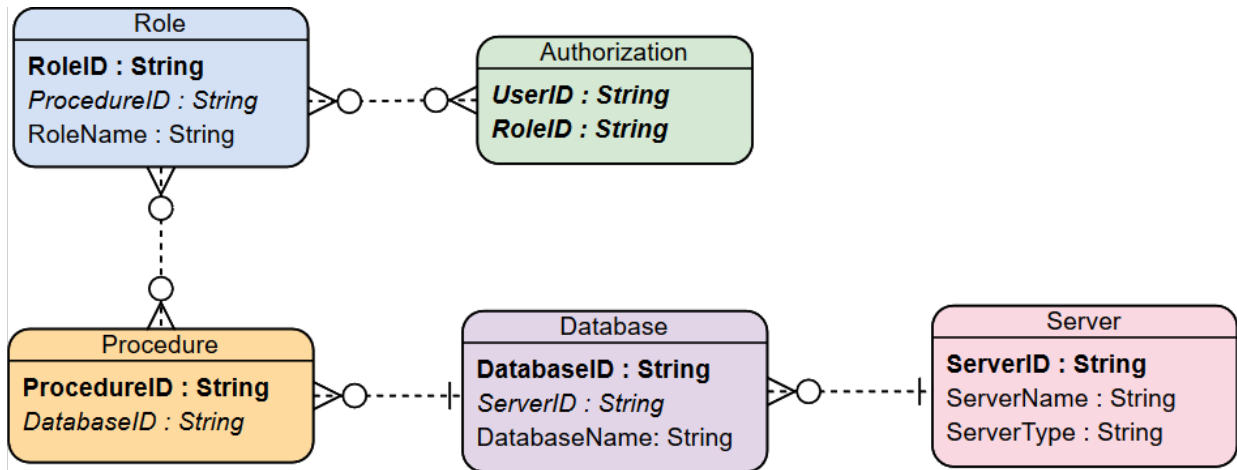 Role
RoleID : String
ProcedureID : String
RoleName : String
Authorization
UserID : String
RoleID : String
Procedure
ProcedureID : String
DatabaseID : String
Database
DatabaseID : String
ServerID : String
DatabaseName: String
Server
ServerID : String
ServerName : String
ServerType : String